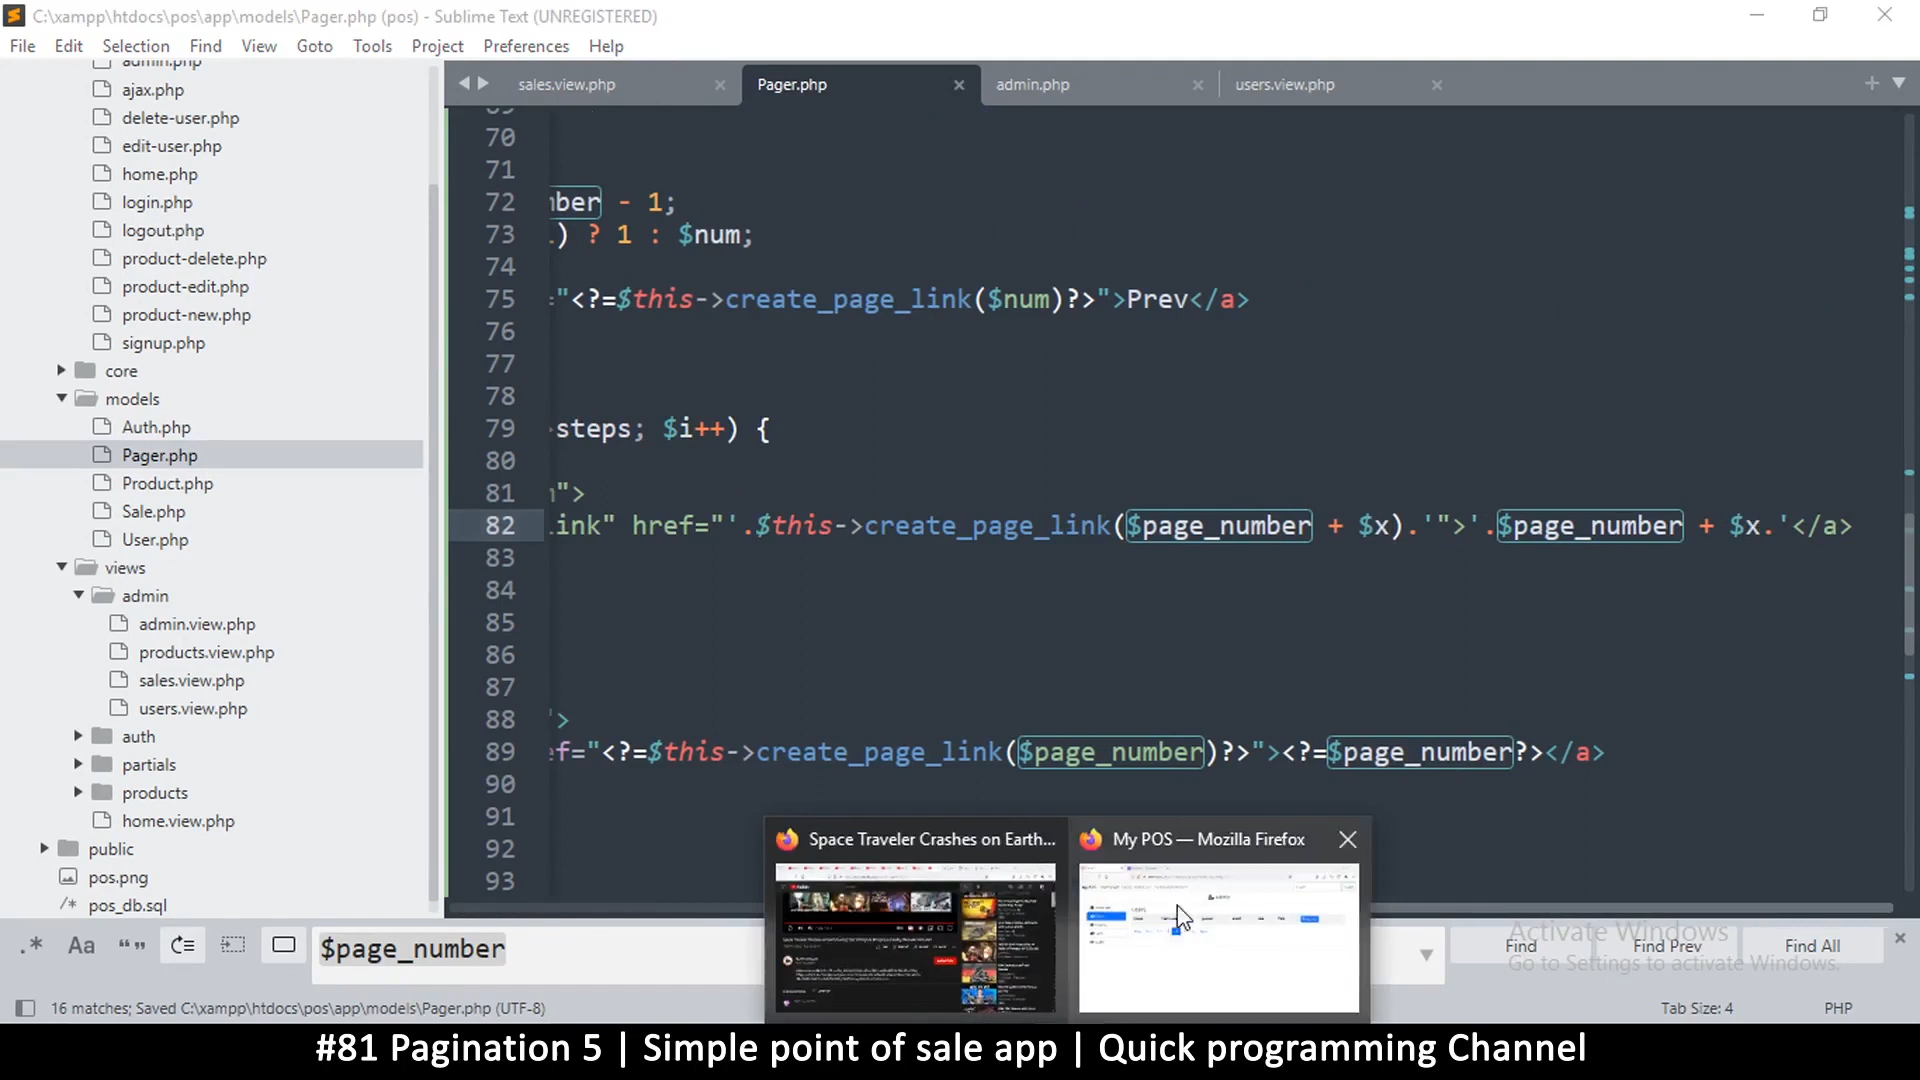 C:\xampp\htdocs\pos\app\models\Pager.php (pos) - Sublime Text (UNREGISTERED)
File Edit Selection Find View Goto Tools Project Preferences Help
admin.php
ajax.php
delete-user.php
edit-user.php
home.php
login.php
logout.php
product-delete.php
product-edit.php
product-new.php
signup.php
core
models
Auth.php
Pager.php
Product.php
Sale.php
User.php
views
admin
admin.view.php
products.view.php
sales.view.php
users.view.php
auth
partials
products
home.view.php
public
pos.png
/* pos_db.sql
sales.view.php Pager.php admin.php users.view.php
70
71
72 ber - 1;
73 ) ? 1 : $num;
74
75 ="<?=$this->create_page_link($num)?>">Prev</a>
76
77
78
79 steps; $i++) {
80
81 ">
82 ink" href="'.$this->create_page_link($page_number + $x).'">'.$page_number + $x.'</a>
83
84
85
86
87
88 '>
89 ef="<?=$this->create_page_link($page_number)?>"><?=$page_number?></a>
90
91
92
93
Space Traveler Crashes on Earth...
My POS — Mozilla Firefox
.* Aa “” $page_number Find Find Prev Find All
Activate Windows
Go to Settings to activate Windows.
16 matches; Saved C:\xampp\htdocs\pos\app\models\Pager.php (UTF-8) Tab Size: 4 PHP
#81 Pagination 5 | Simple point of sale app | Quick programming Channel